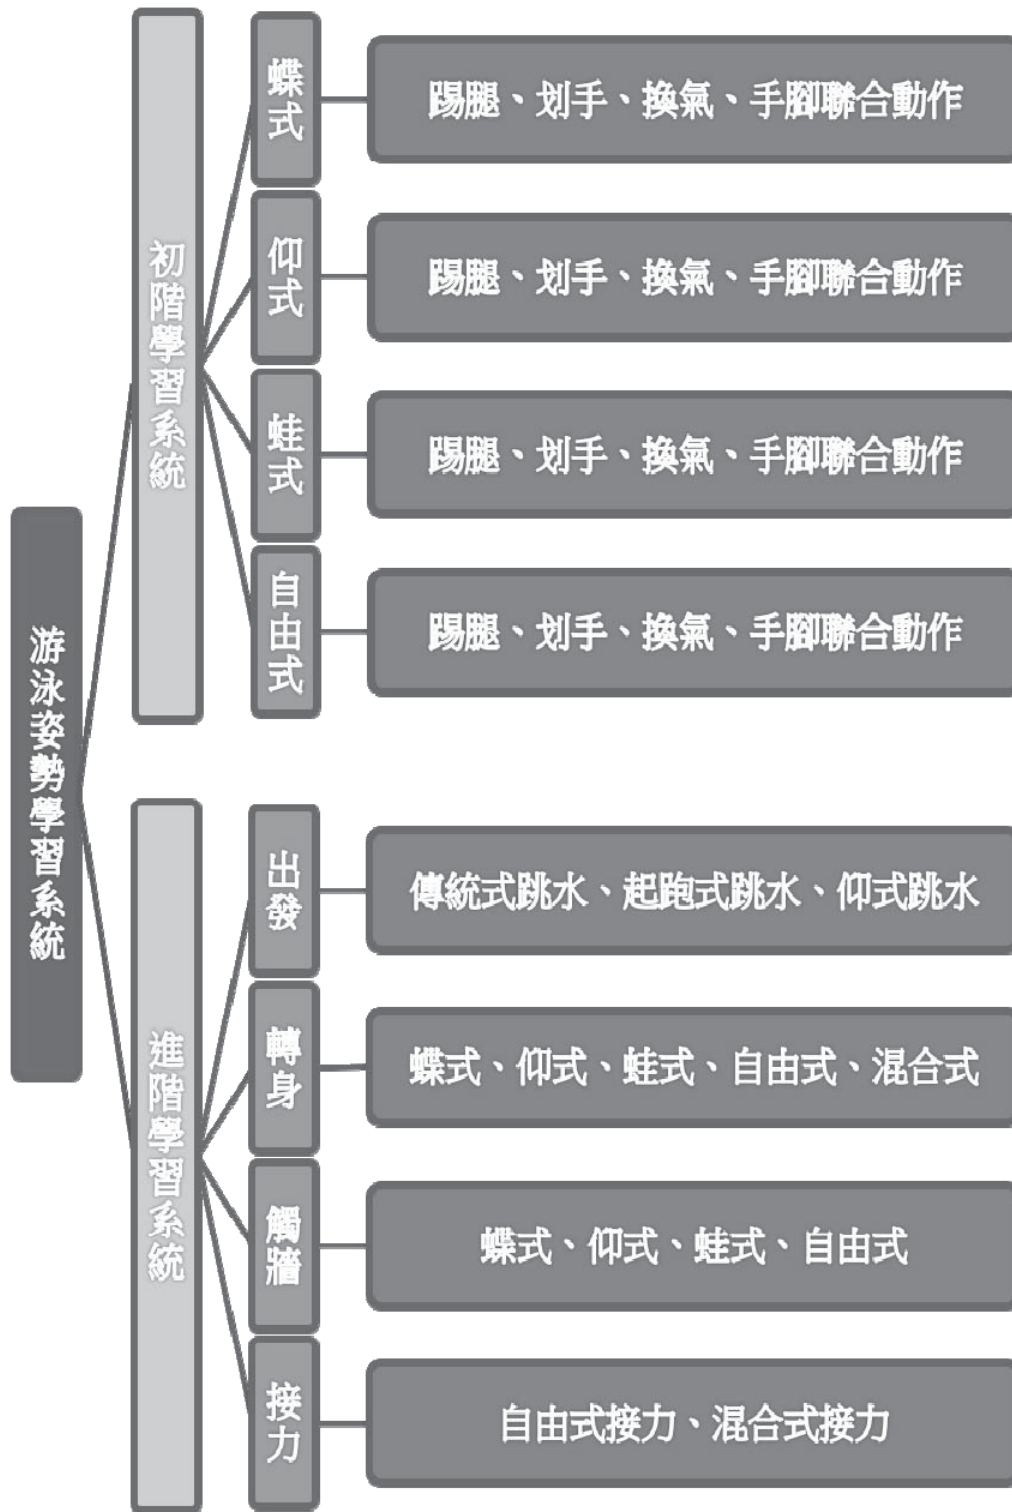 游泳姿勢學習系統
初階學習系統
蝶式
踢腿、划手、換氣、手腳聯合動作
仰式
踢腿、划手、換氣、手腳聯合動作
蛙式
踢腿、划手、換氣、手腳聯合動作
自由式
踢腿、划手、換氣、手腳聯合動作
進階學習系統
出發
傳統式跳水、起跑式跳水、仰式跳水
轉身
蝶式、仰式、蛙式、自由式、混合式
觸牆
蝶式、仰式、蛙式、自由式
接力
自由式接力、混合式接力